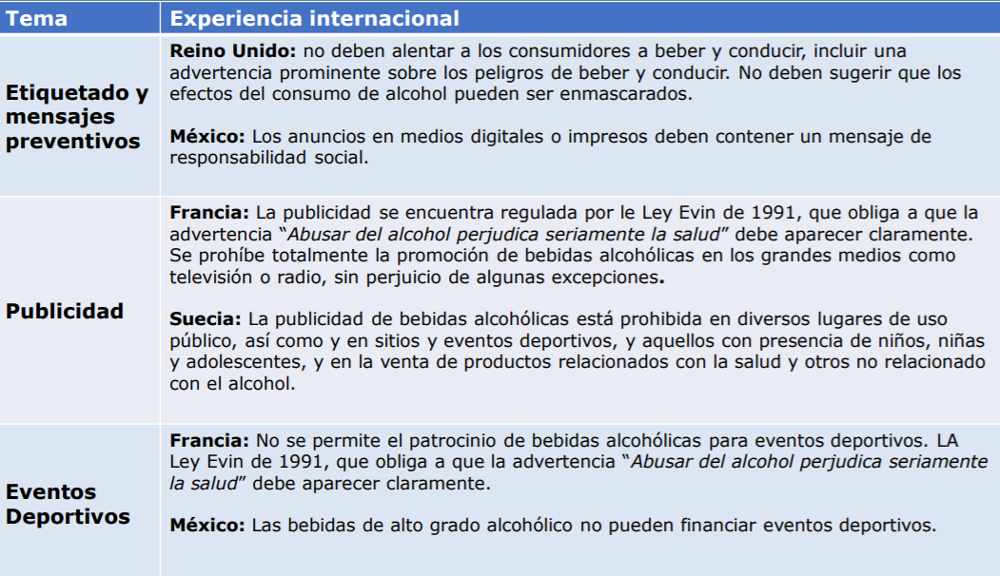 Tema
Experiencia internacional
Etiquetado y
mensajes
preventivos
Reino Unido: no deben alentar a los consumidores a beber y conducir, incluir una
advertencia prominente sobre los peligros de beber y conducir. No deben sugerir que los
efectos del consumo de alcohol pueden ser enmascarados.
México: Los anuncios en medios digitales o impresos deben contener un mensaje de
responsabilidad social.
Publicidad
Francia: La publicidad se encuentra regulada por le Ley Evin de 1991, que obliga a que la
advertencia “Abusar del alcohol perjudica seriamente la salud” debe aparecer claramente.
Se prohíbe totalmente la promoción de bebidas alcohólicas en los grandes medios como
televisión o radio, sin perjuicio de algunas excepciones.
Suecia: La publicidad de bebidas alcohólicas está prohibida en diversos lugares de uso
público, así como y en sitios y eventos deportivos, y aquellos con presencia de niños, niñas
y adolescentes, y en la venta de productos relacionados con la salud y otros no relacionado
con el alcohol.
Eventos
Deportivos
Francia: No se permite el patrocinio de bebidas alcohólicas para eventos deportivos. LA
Ley Evin de 1991, que obliga a que la advertencia “Abusar del alcohol perjudica seriamente
la salud” debe aparecer claramente.
México: Las bebidas de alto grado alcohólico no pueden financiar eventos deportivos.